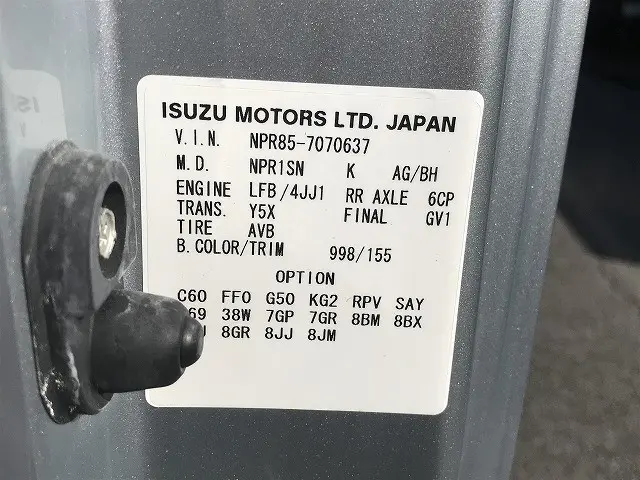 ISUZU MOTORS LTD. JAPAN
V.I.N. NPR85-7070637
M.D. NPR1SN K AG/BH
ENGINE LFB/4JJ1 RR AXLE 6CP
TRANS. Y5X FINAL GV1
TIRE AVB
B.COLOR/TRIM 998/155
OPTION
C60 FF0 G50 KG2 RPV SAY
38W 7GP 7GR 8BM 8BX
8GR 8JJ 8JM